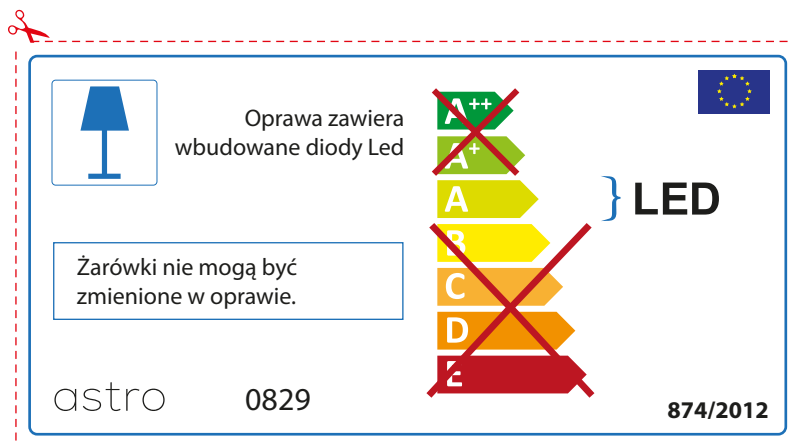 Oprawa zawiera
wbudowane diody Led
A++
A+
A
B
C
D
E
LED
Żarówki nie mogą być
zmienione w oprawie.
astro
0829
874/2012